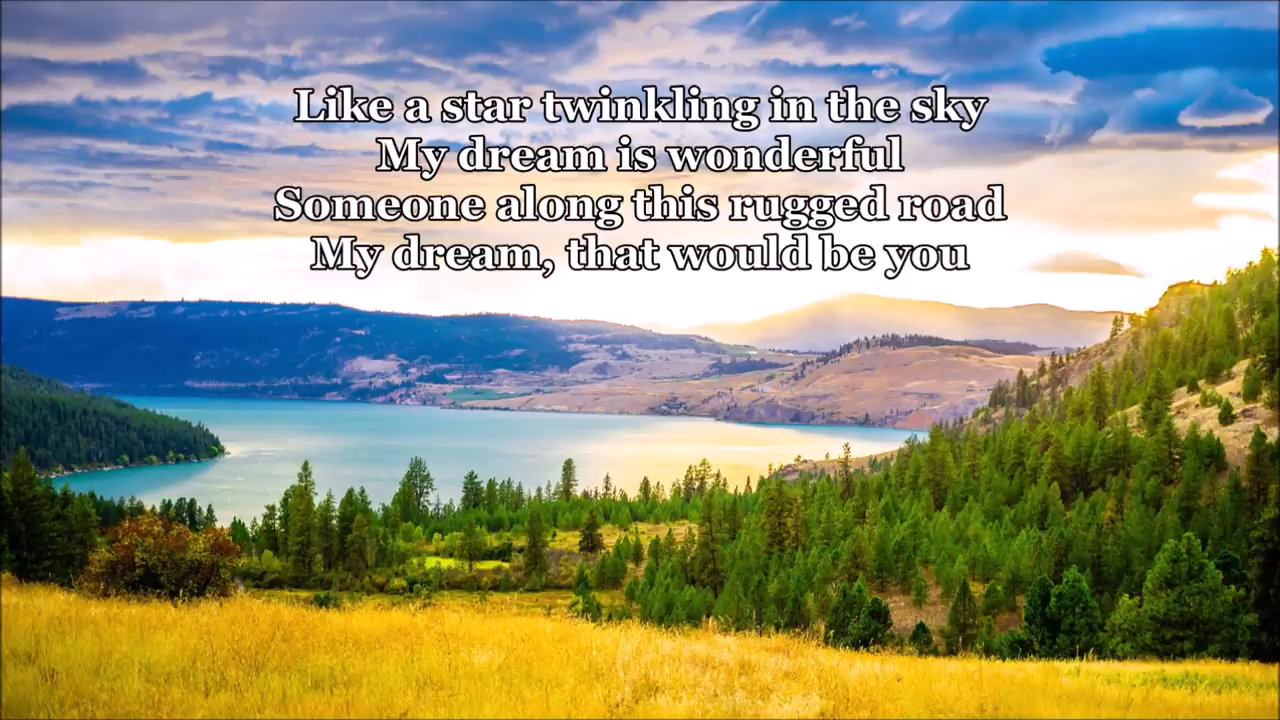 Like a star twinkling in the sky
My dream is wonderful
Someone along this rugged road
My dream, that would be you